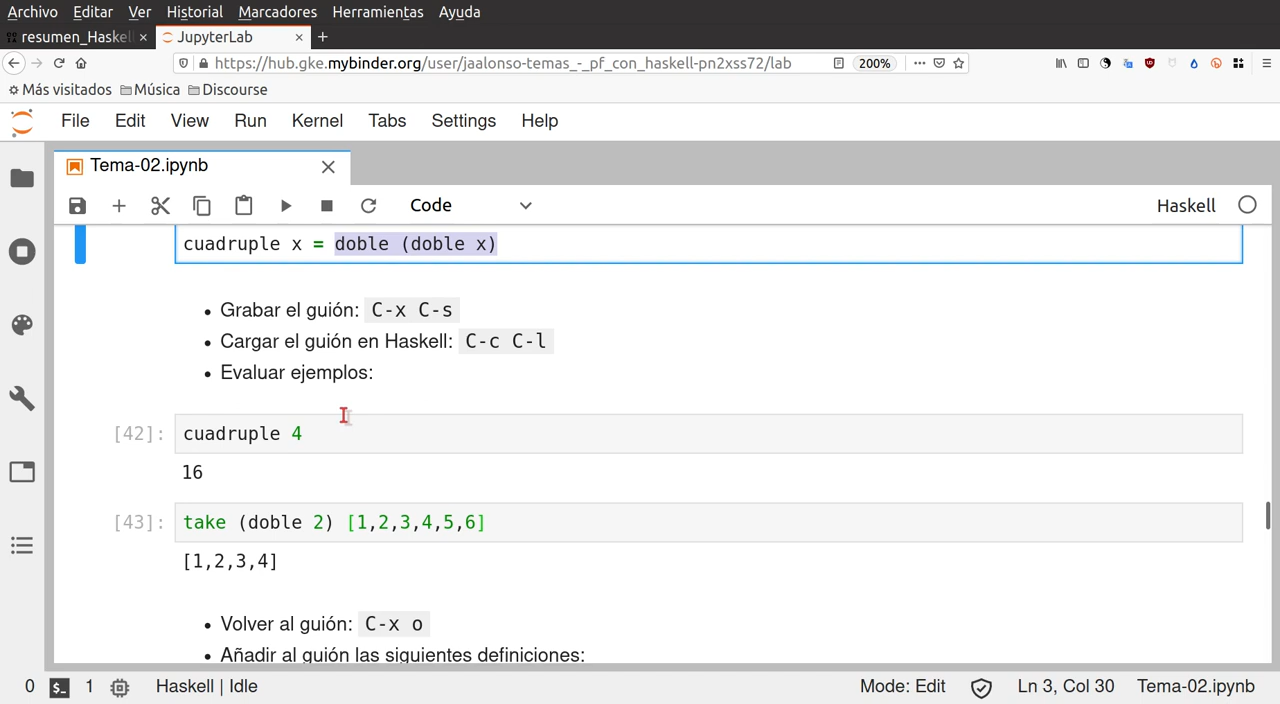 Archivo Editar Ver Historial Marcadores Herramientas Ayuda
resumen_Haskel × JupyterLab × +
https://hub.gke.mybinder.org/user/jaalonso-temas_-_pf_con_haskell-pn2xss72/lab 200%
Más visitados Música Discourse
File Edit View Run Kernel Tabs Settings Help
Tema-02.ipynb
Code Haskell
cuadruple x = doble (doble x)
• Grabar el guión: C-x C-s
• Cargar el guión en Haskell: C-c C-l
• Evaluar ejemplos:
[42]: cuadruple 4
16
[43]: take (doble 2) [1,2,3,4,5,6]
[1,2,3,4]
• Volver al guión: C-x o
• Añadir al guión las siguientes definiciones:
0 $_ 1 Haskell | Idle Mode: Edit Ln 3, Col 30 Tema-02.ipynb